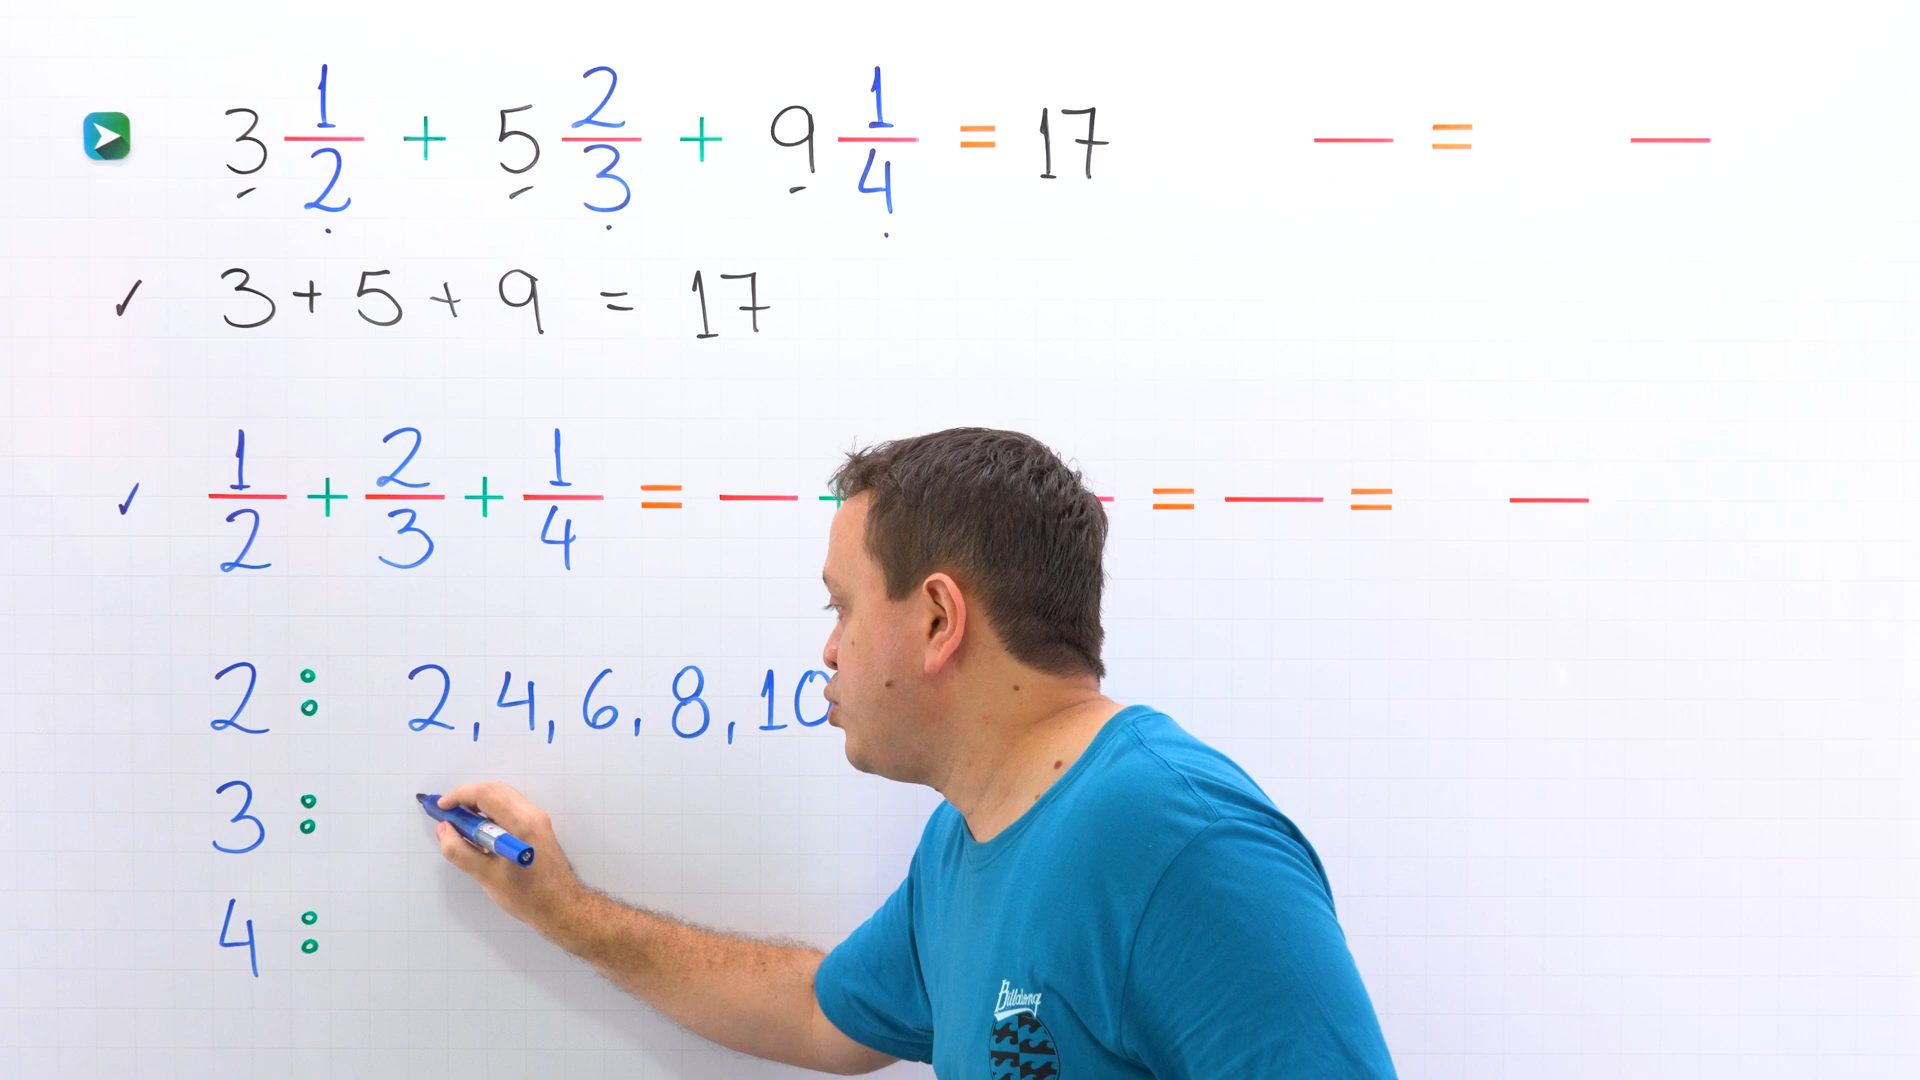 3 1/2 + 5 2/3 + 9 1/4 = 17 — = —
✓ 3 + 5 + 9 = 17
✓ 1/2 + 2/3 + 1/4 = — + — = — = —
2 : 2, 4, 6, 8, 10
3 :
4 :
Billabong